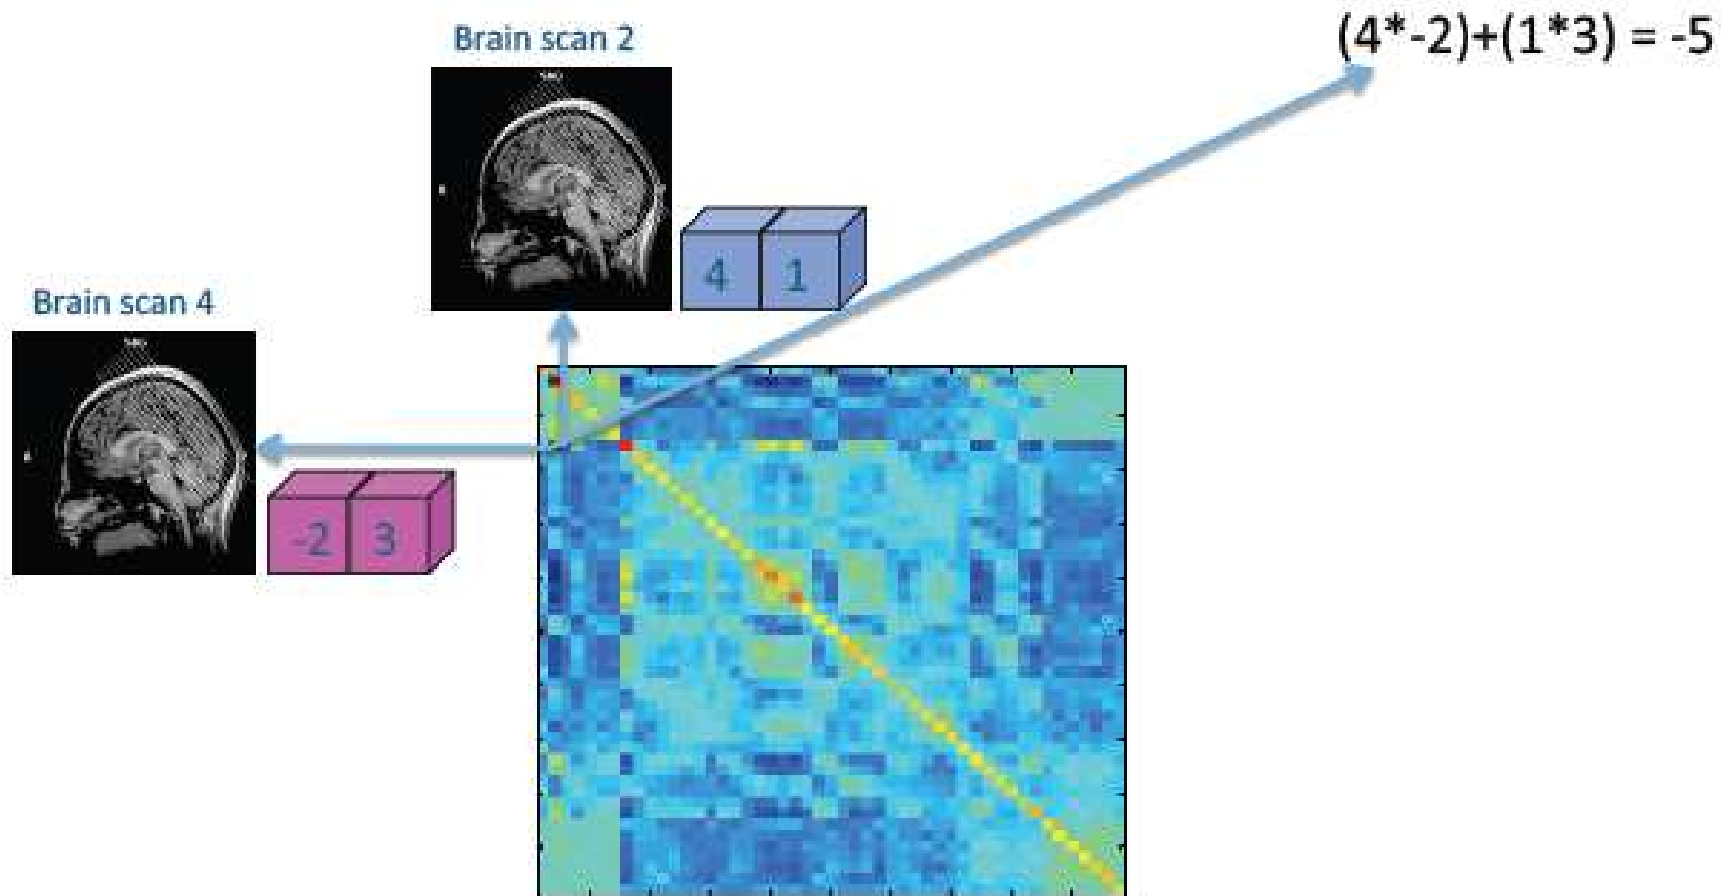 (4*-2)+(1*3) = -5
Brain scan 2
4 1
Brain scan 4
-2 3